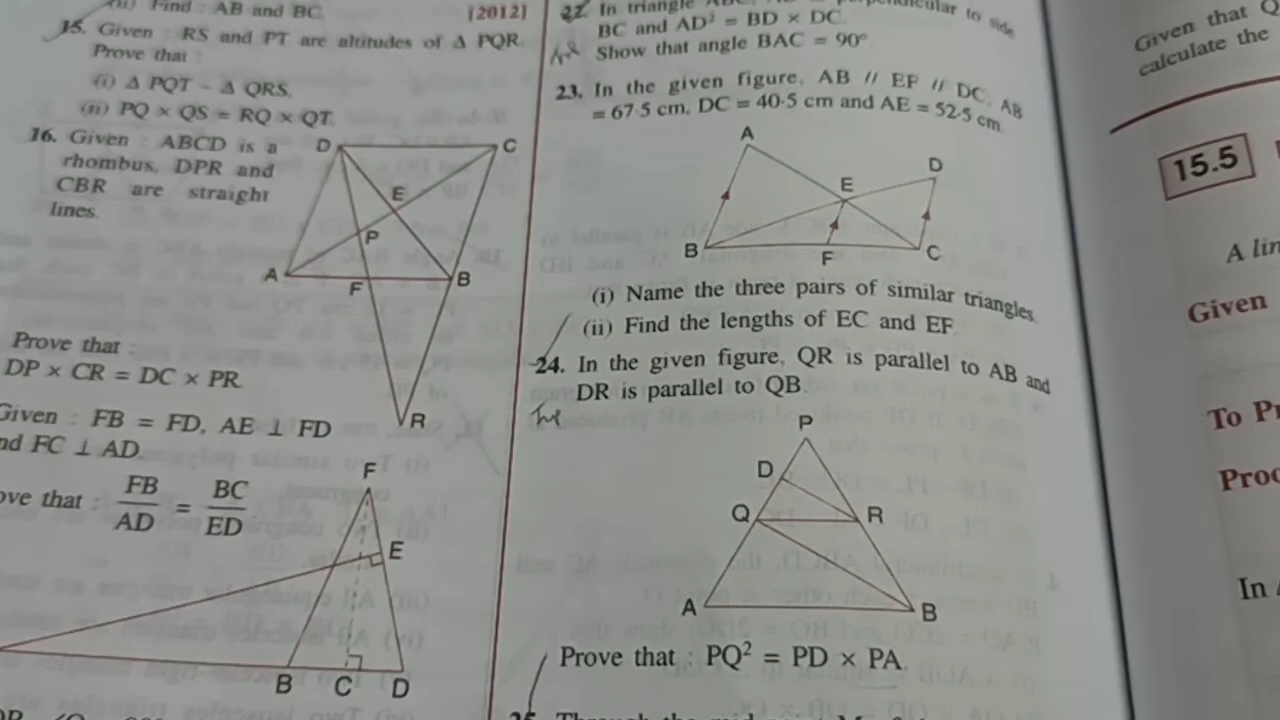 (ii) Find : AB and BC. [2012]
15. Given : RS and PT are altitudes of Δ PQR.
Prove that :
(i) Δ PQT ~ Δ QRS,
(ii) PQ × QS = RQ × QT.
16. Given : ABCD is a
rhombus, DPR and
CBR are straight
lines.
D C
E
P
A F B
R
Prove that :
DP × CR = DC × PR.
Given : FB = FD, AE ⊥ FD
nd FC ⊥ AD.
ove that : FB/AD = BC/ED
F
E
B C D
22. In triangle to side
BC and AD² = BD × DC.
Show that angle BAC = 90°
23. In the given figure, AB // EF // DC, AB
= 67·5 cm, DC = 40·5 cm and AE = 52·5 cm.
A
D
E
B F C
(i) Name the three pairs of similar triangles.
(ii) Find the lengths of EC and EF.
24. In the given figure, QR is parallel to AB and
DR is parallel to QB.
P
D
Q R
A B
Prove that : PQ² = PD × PA.
25.
Given that
calculate the
15.5
A lin
Given
To Pr
Proo
In